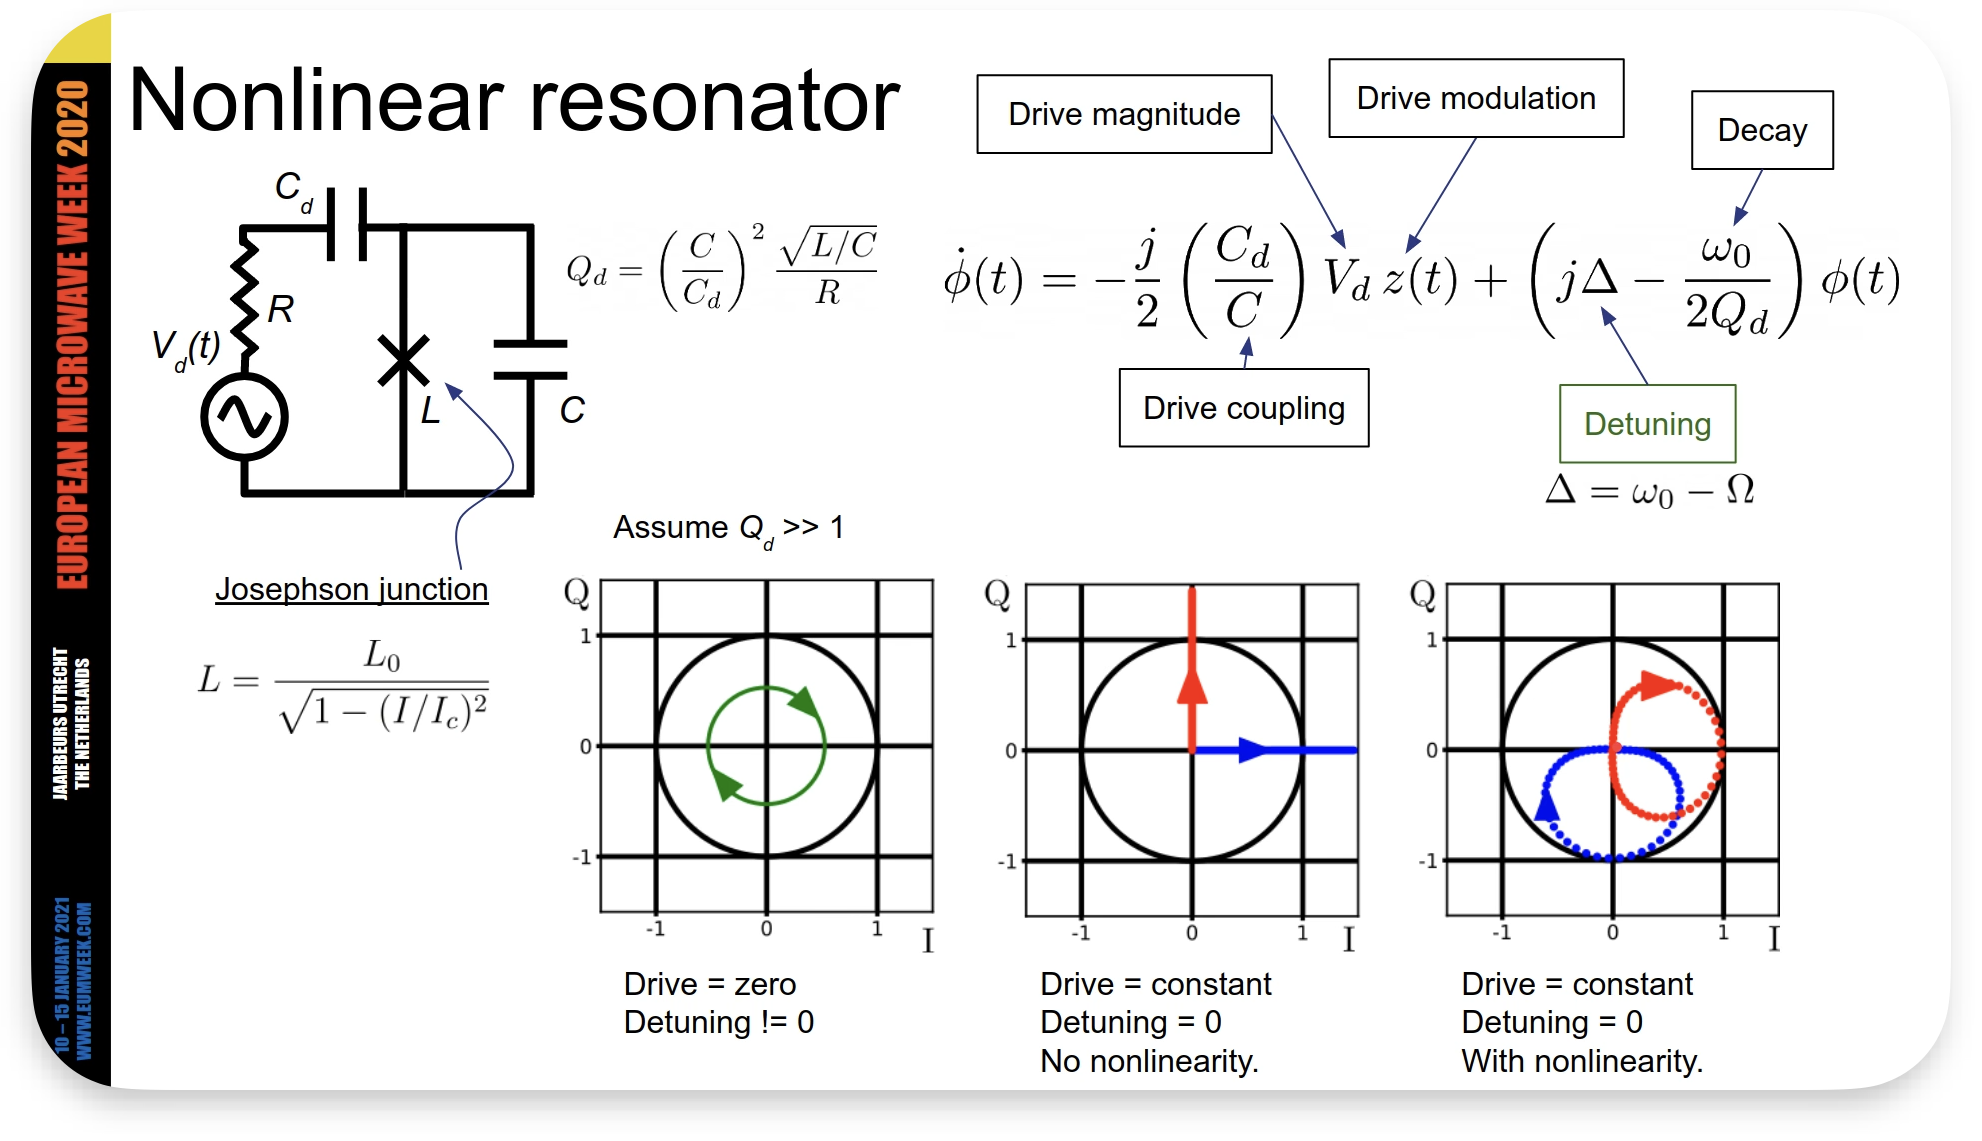 EUROPEAN MICROWAVE WEEK 2020
JAARBEURS UTRECHT
THE NETHERLANDS
10 – 15 JANUARY 2021
WWW.EUMWEEK.COM
Nonlinear resonator
Drive magnitude
Drive modulation
Decay
C_d
R
V_d(t)
L
C
Q_d = (C/C_d)^2 √(L/C)/R
φ̇(t) = −j/2 (C_d/C) V_d z(t) + (jΔ − ω_0/2Q_d) φ(t)
Drive coupling
Detuning
Δ = ω_0 − Ω
Josephson junction
L = L_0/√(1 − (I/I_c)^2)
Assume Q_d >> 1
Q
1
0
-1
-1 0 1 I
Drive = zero
Detuning != 0
Q
1
0
-1
-1 0 1 I
Drive = constant
Detuning = 0
No nonlinearity.
Q
1
0
-1
-1 0 1 I
Drive = constant
Detuning = 0
With nonlinearity.